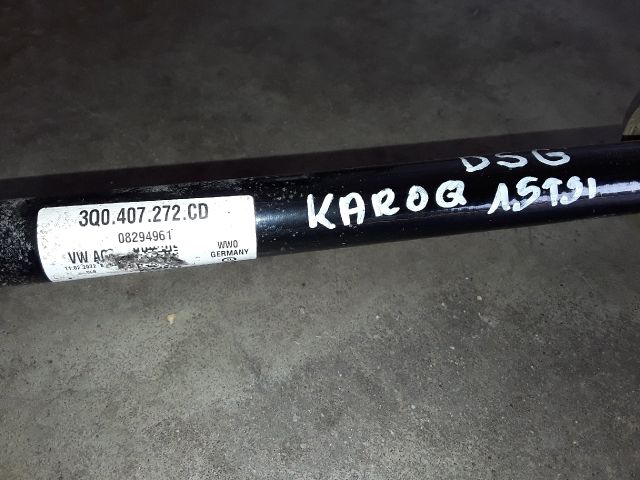 3Q0.407.272.CD
08294961
VW AG
WWO
GERMANY
DSG
KAROQ 1.5TSI